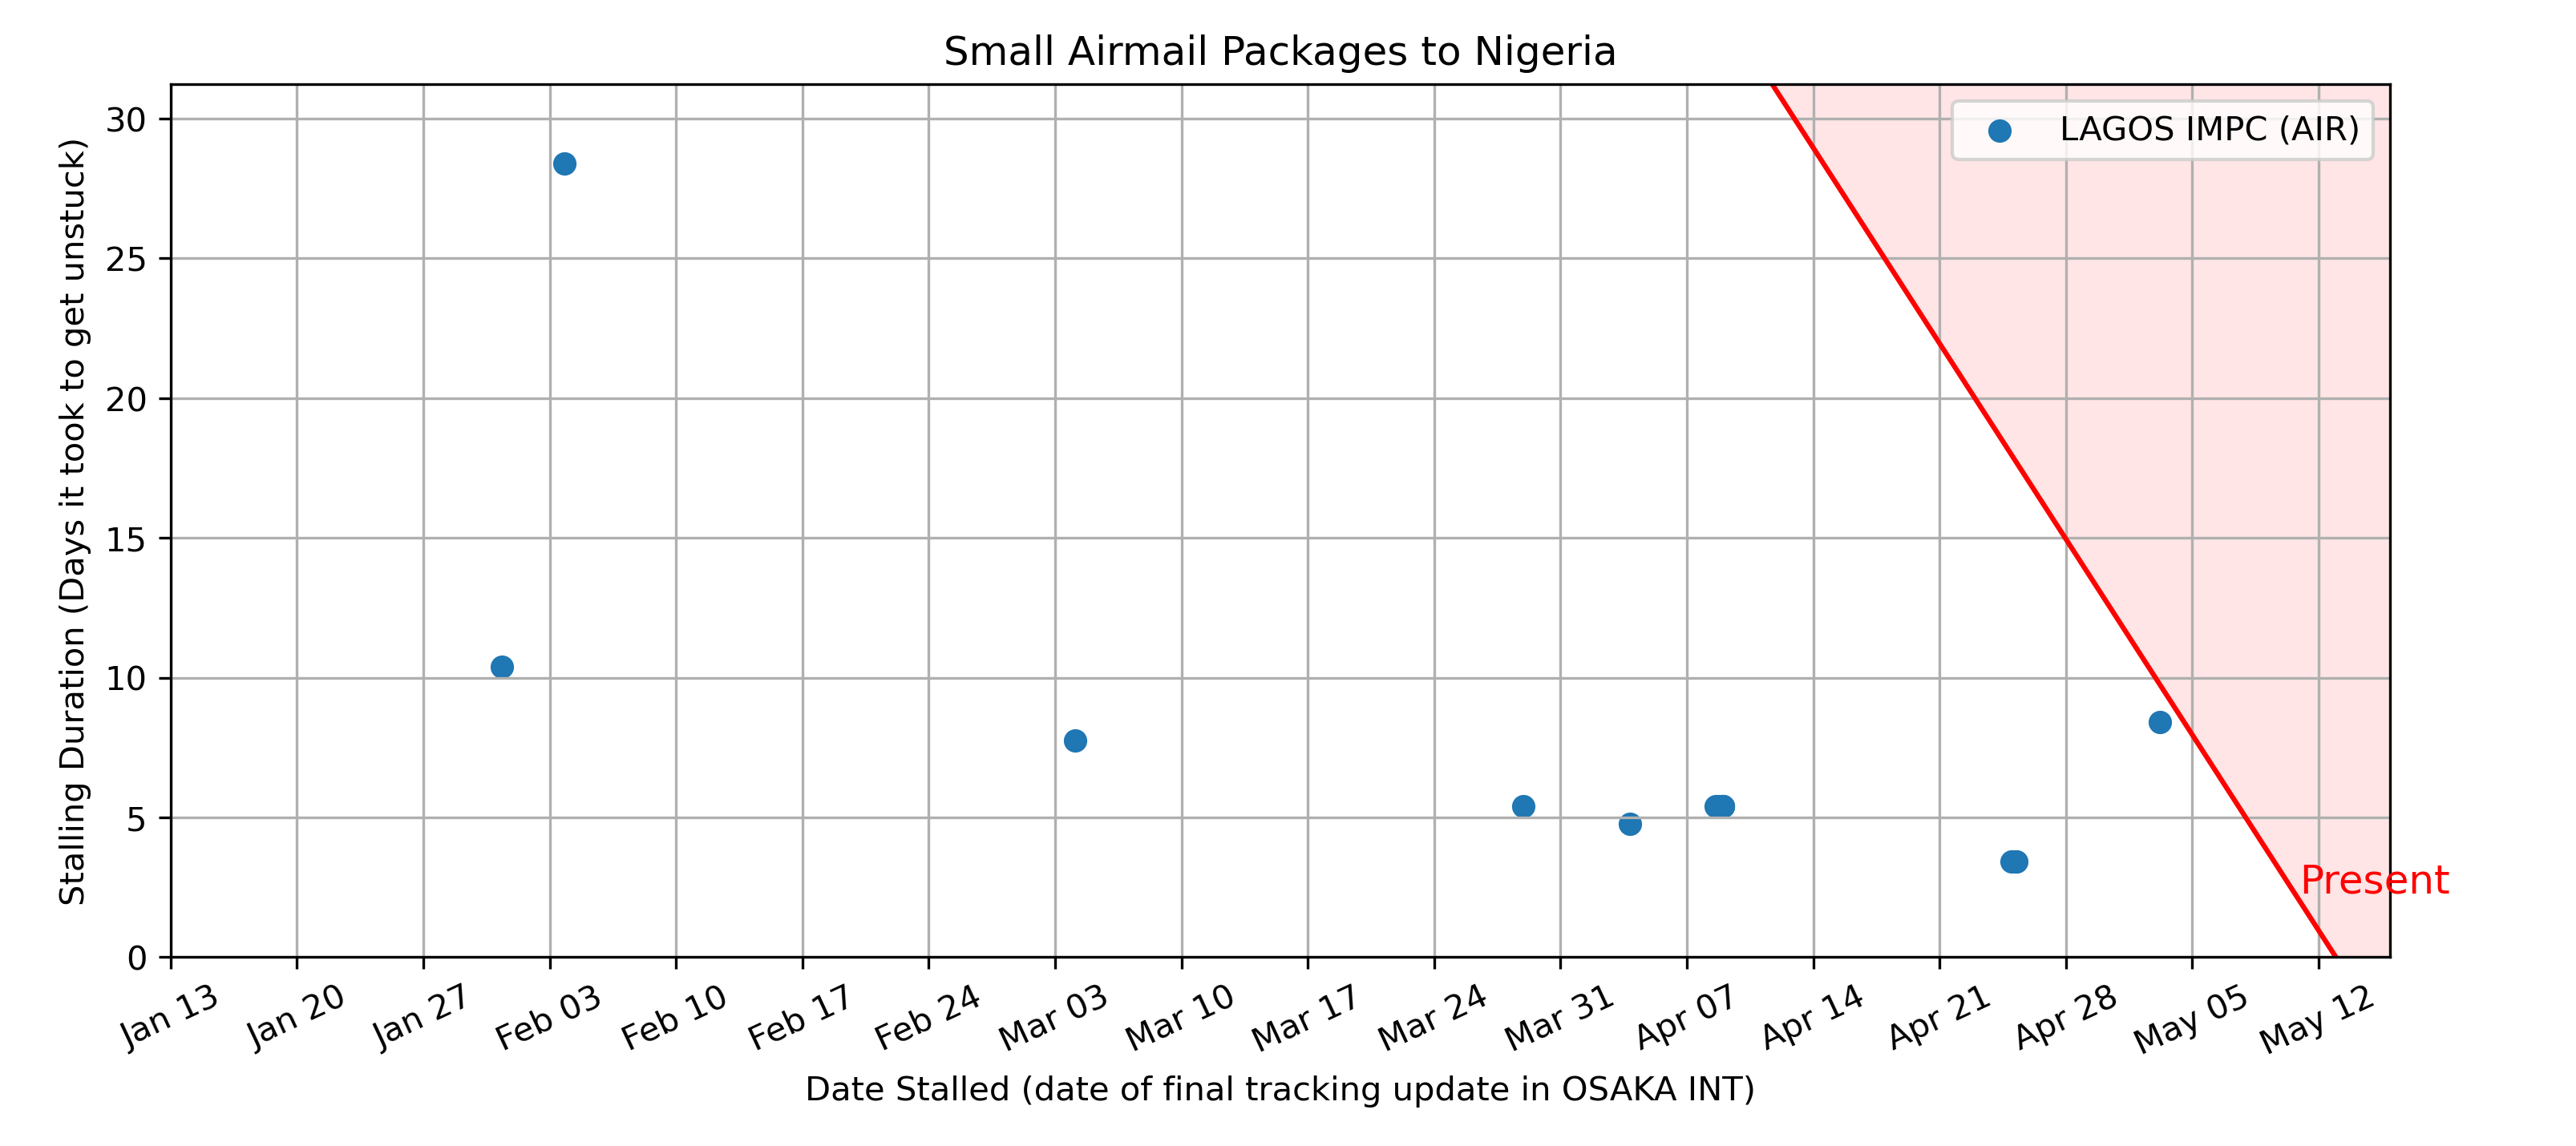 Small Airmail Packages to Nigeria
LAGOS IMPC (AIR)
Stalling Duration (Days it took to get unstuck)
30
25
20
15
10
5
0
Present
Jan 13
Jan 20
Jan 27
Feb 03
Feb 10
Feb 17
Feb 24
Mar 03
Mar 10
Mar 17
Mar 24
Mar 31
Apr 07
Apr 14
Apr 21
Apr 28
May 05
May 12
Date Stalled (date of final tracking update in OSAKA INT)